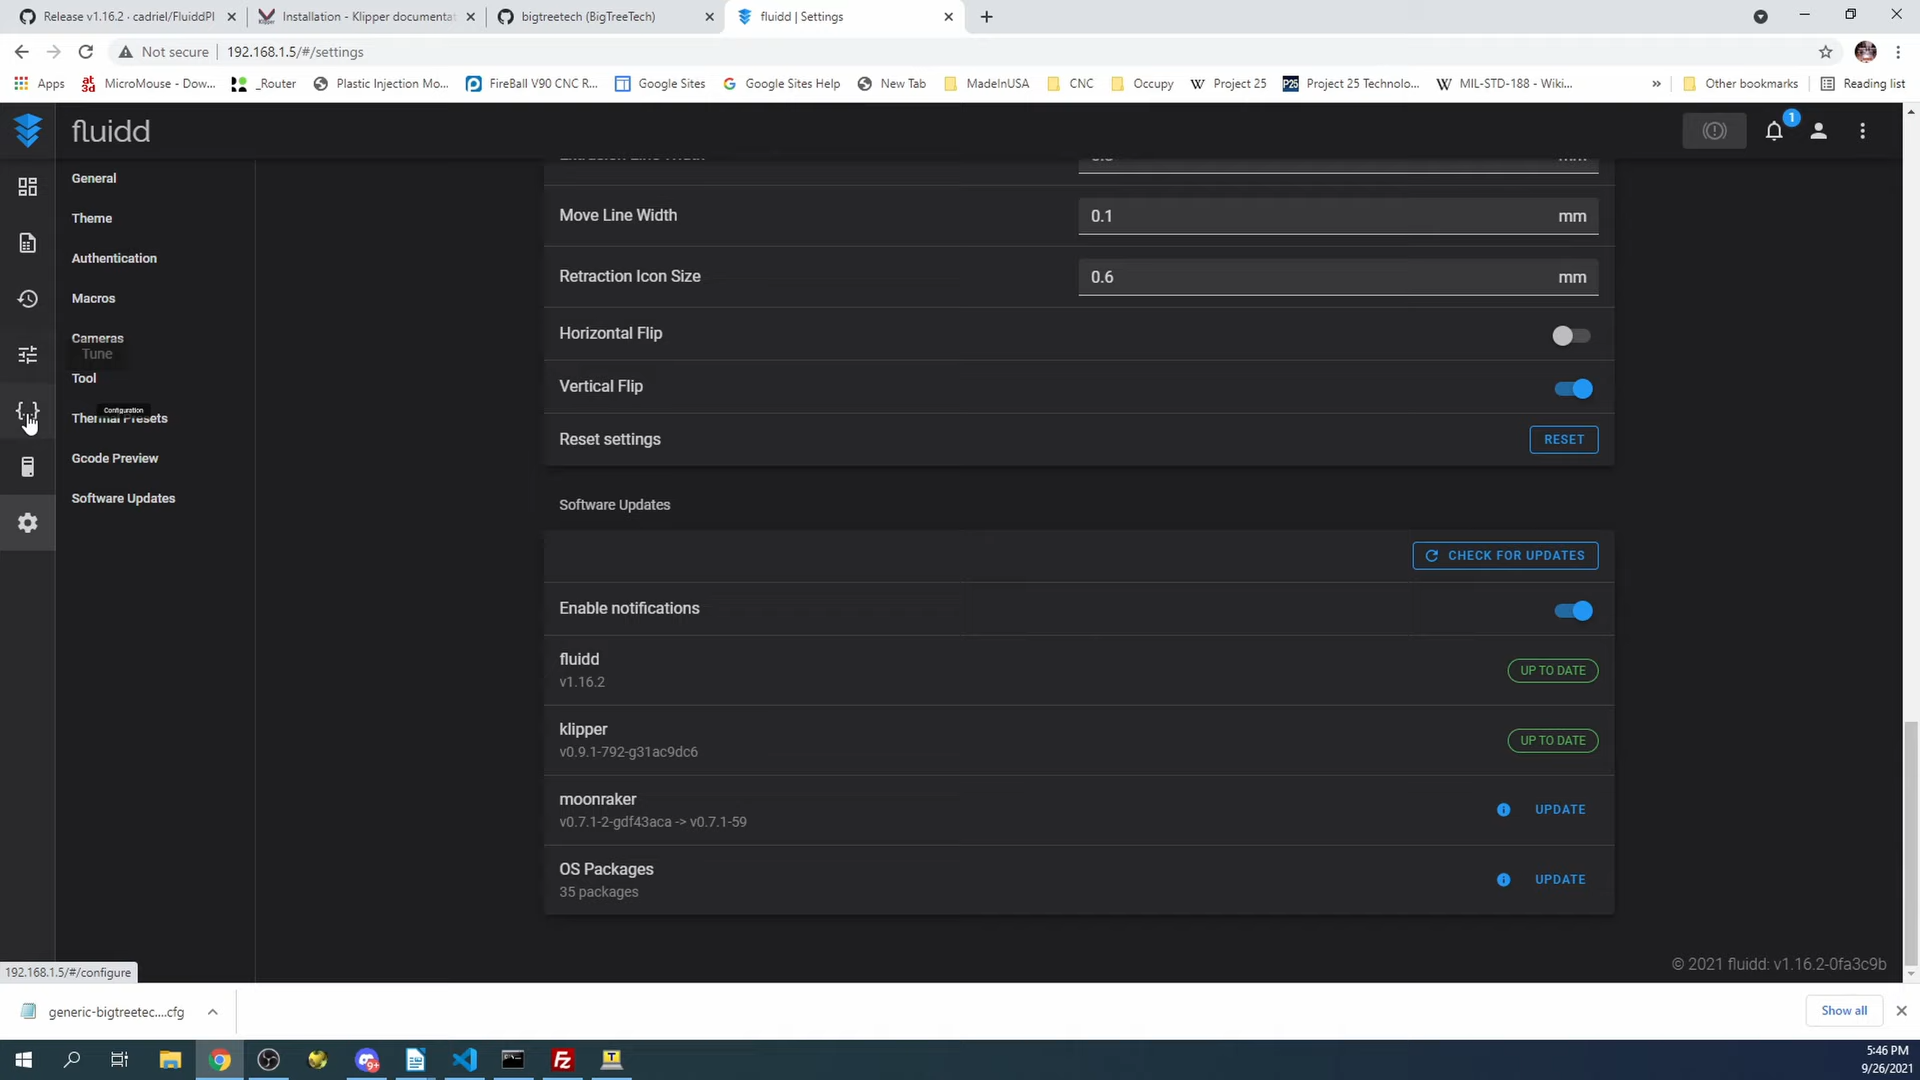 Release v1.16.2 · cadriel/FluiddPI
Installation - Klipper documentat
bigtreetech (BigTreeTech)
fluidd | Settings
Not secure
192.168.1.5/#/settings
Apps
MicroMouse - Dow...
_Router
Plastic Injection Mo...
FireBall V90 CNC R...
Google Sites
Google Sites Help
New Tab
MadeInUSA
CNC
Occupy
Project 25
Project 25 Technolo...
MIL-STD-188 - Wiki...
»
Other bookmarks
Reading list
fluidd
1
General
Theme
Authentication
Macros
Cameras
Tune
Tool
Configuration
Thermal Presets
Gcode Preview
Software Updates
Move Line Width
0.1 mm
Retraction Icon Size
0.6 mm
Horizontal Flip
Vertical Flip
Reset settings
RESET
Software Updates
CHECK FOR UPDATES
Enable notifications
fluidd
v1.16.2
UP TO DATE
klipper
v0.9.1-792-g31ac9dc6
UP TO DATE
moonraker
v0.7.1-2-gdf43aca -> v0.7.1-59
UPDATE
OS Packages
35 packages
UPDATE
© 2021 fluidd: v1.16.2-0fa3c9b
192.168.1.5/#/configure
generic-bigtreetec....cfg
Show all
5:46 PM
9/26/2021